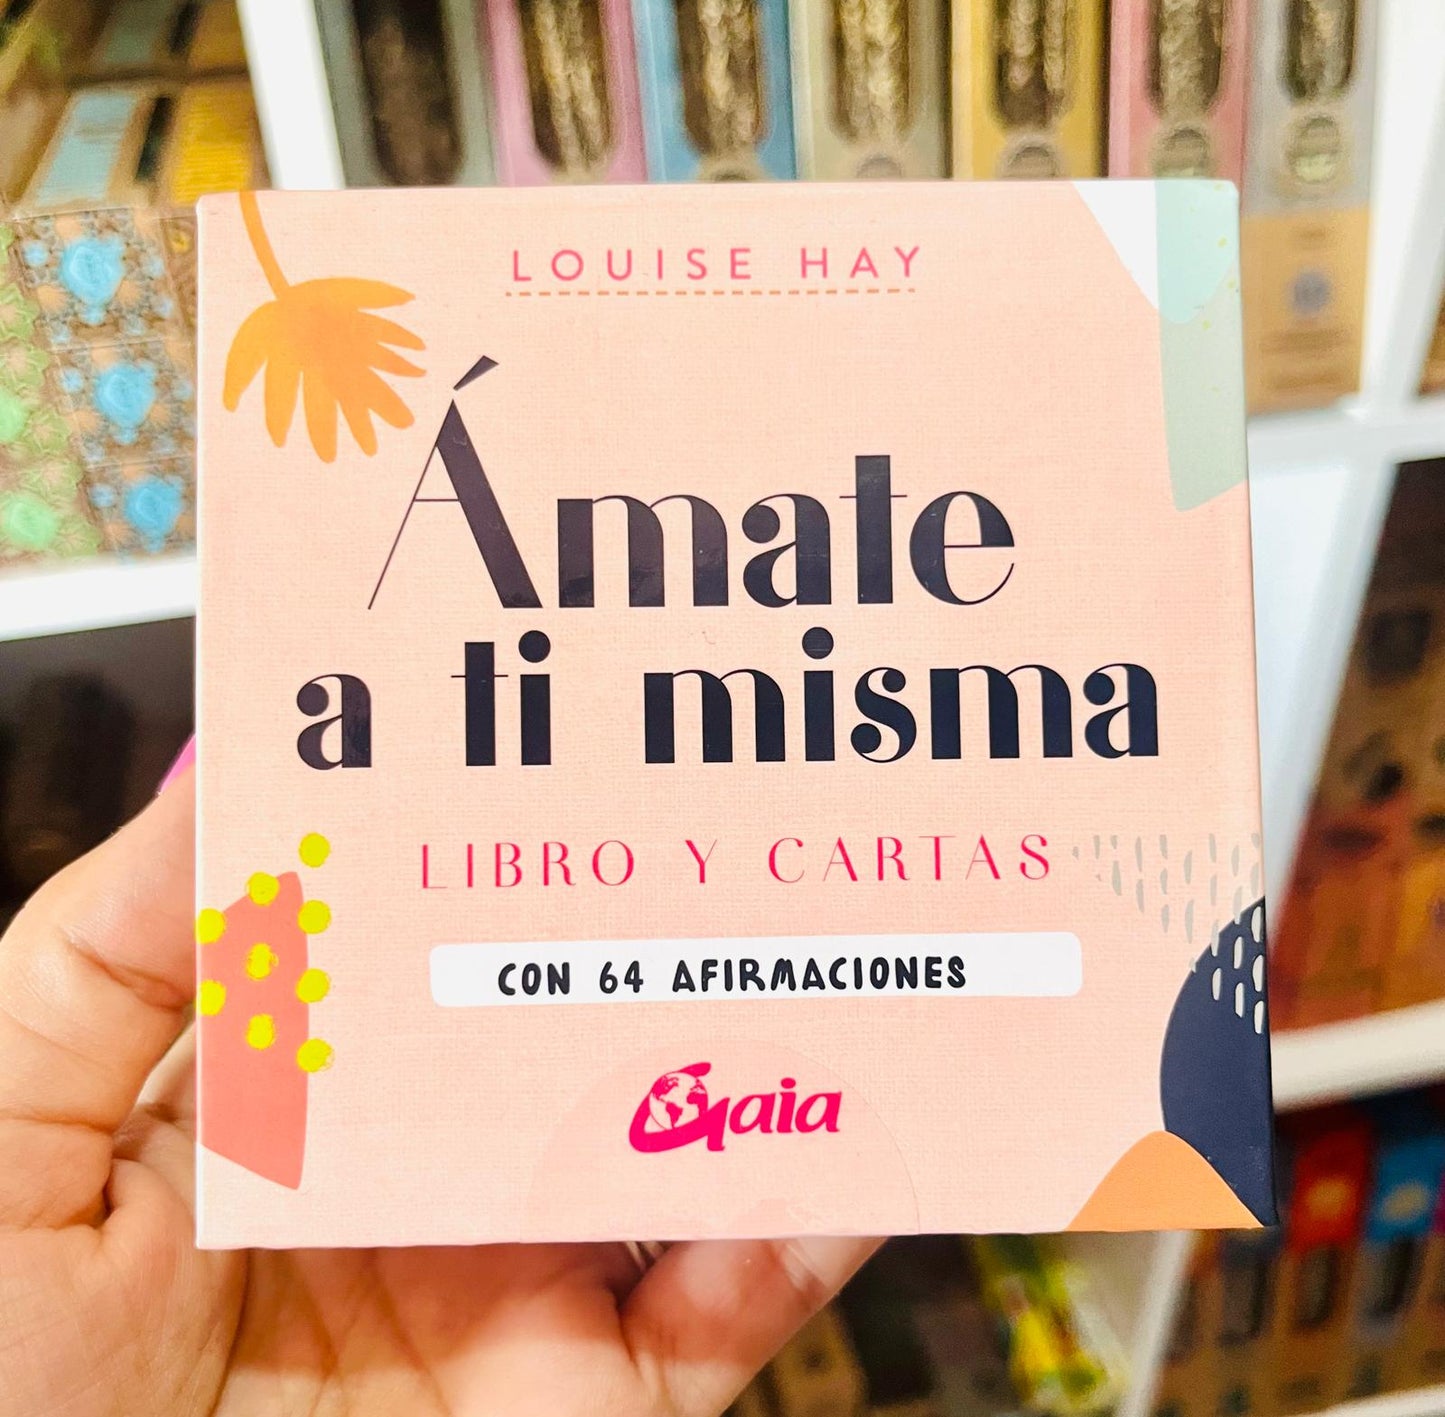 LOUISE HAY
Ámate
a ti misma
LIBRO Y CARTAS
CON 64 AFIRMACIONES
Gaia